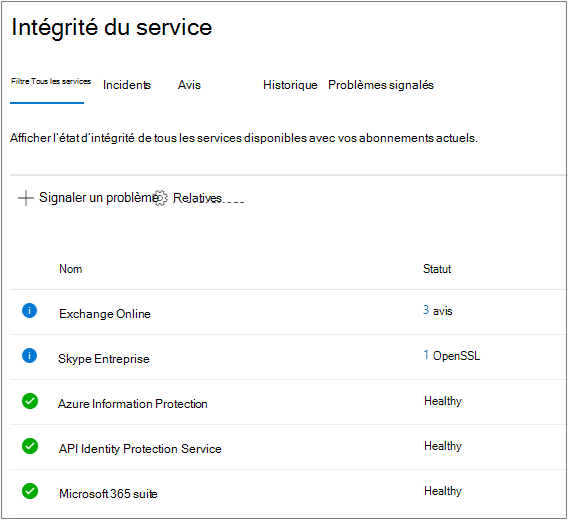 Intégrité du service
Filtre Tous les services Incidents Avis Historique Problèmes signalés
Afficher l'état d'intégrité de tous les services disponibles avec vos abonnements actuels.
Signaler un problème Relatives
Nom Statut
Exchange Online 3 avis
Skype Entreprise 1 OpenSSL
Azure Information Protection Healthy
API Identity Protection Service Healthy
Microsoft 365 suite Healthy